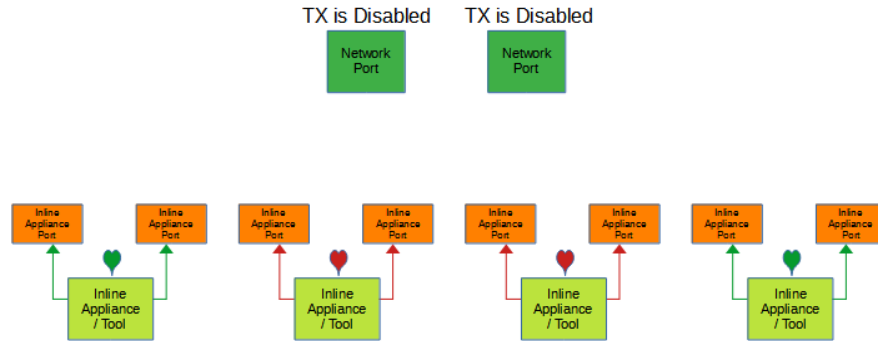 TX is Disabled
TX is Disabled
Network
Port
Network
Port
Inline
Appliance
Port
Inline
Appliance
Port
Inline
Appliance
Port
Inline
Appliance
Port
Inline
Appliance
Port
Inline
Appliance
Port
Inline
Appliance
Port
Inline
Appliance
Port
Inline
Appliance
/ Tool
Inline
Appliance
/ Tool
Inline
Appliance
/ Tool
Inline
Appliance
/ Tool